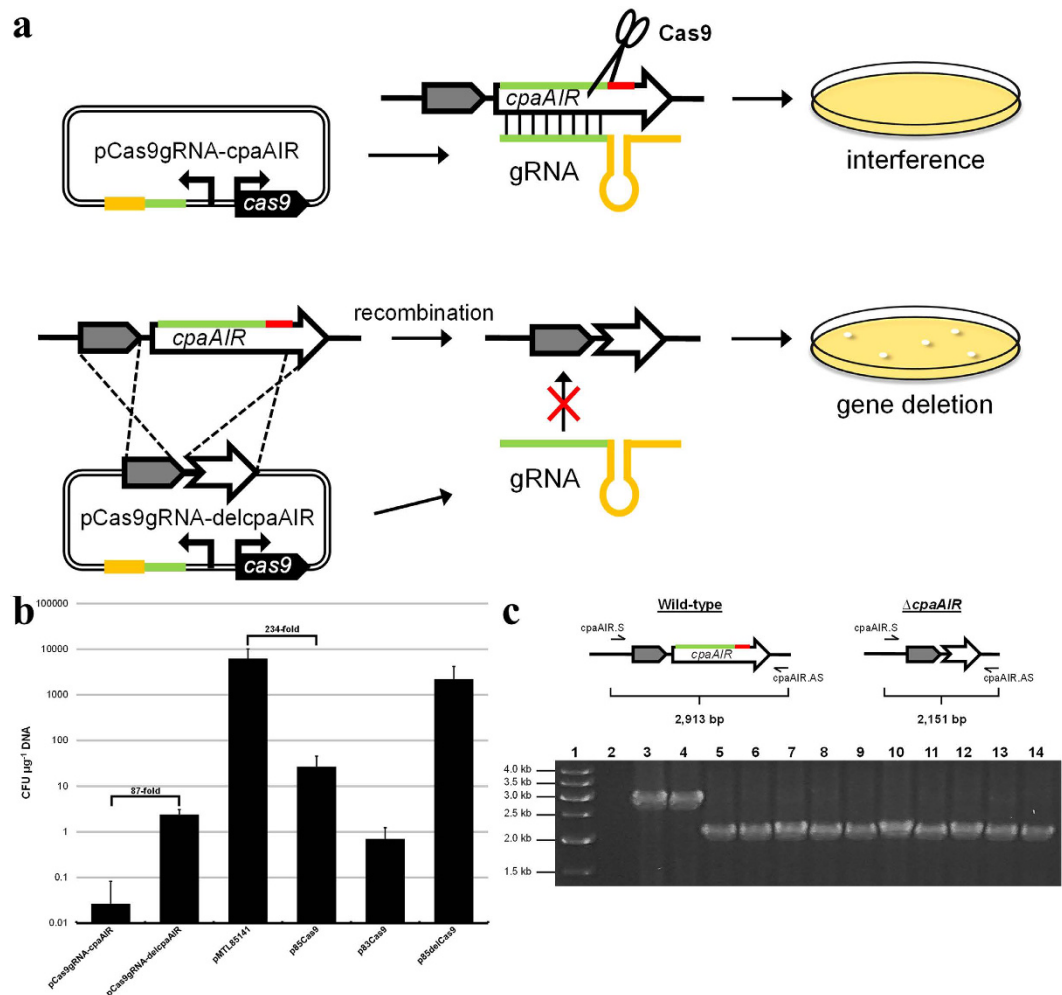 a
Cas9
cpaAIR
pCas9gRNA-cpaAIR
gRNA
cas9
interference
recombination
cpaAIR
pCas9gRNA-delcpaAIR
gRNA
cas9
gene deletion
b
CFU µg⁻¹ DNA
100000
10000
1000
100
10
1
0.1
0.01
87-fold
234-fold
pCas9gRNA-cpaAIR
pCas9gRNA-delcpaAIR
pMTL85141
p85Cas9
p83Cas9
p85delCas9
c
Wild-type
ΔcpaAIR
cpaAIR.S
cpaAIR
cpaAIR.AS
cpaAIR.S
cpaAIR.AS
2,913 bp
2,151 bp
1 2 3 4 5 6 7 8 9 10 11 12 13 14
4.0 kb
3.5 kb
3.0 kb
2.5 kb
2.0 kb
1.5 kb